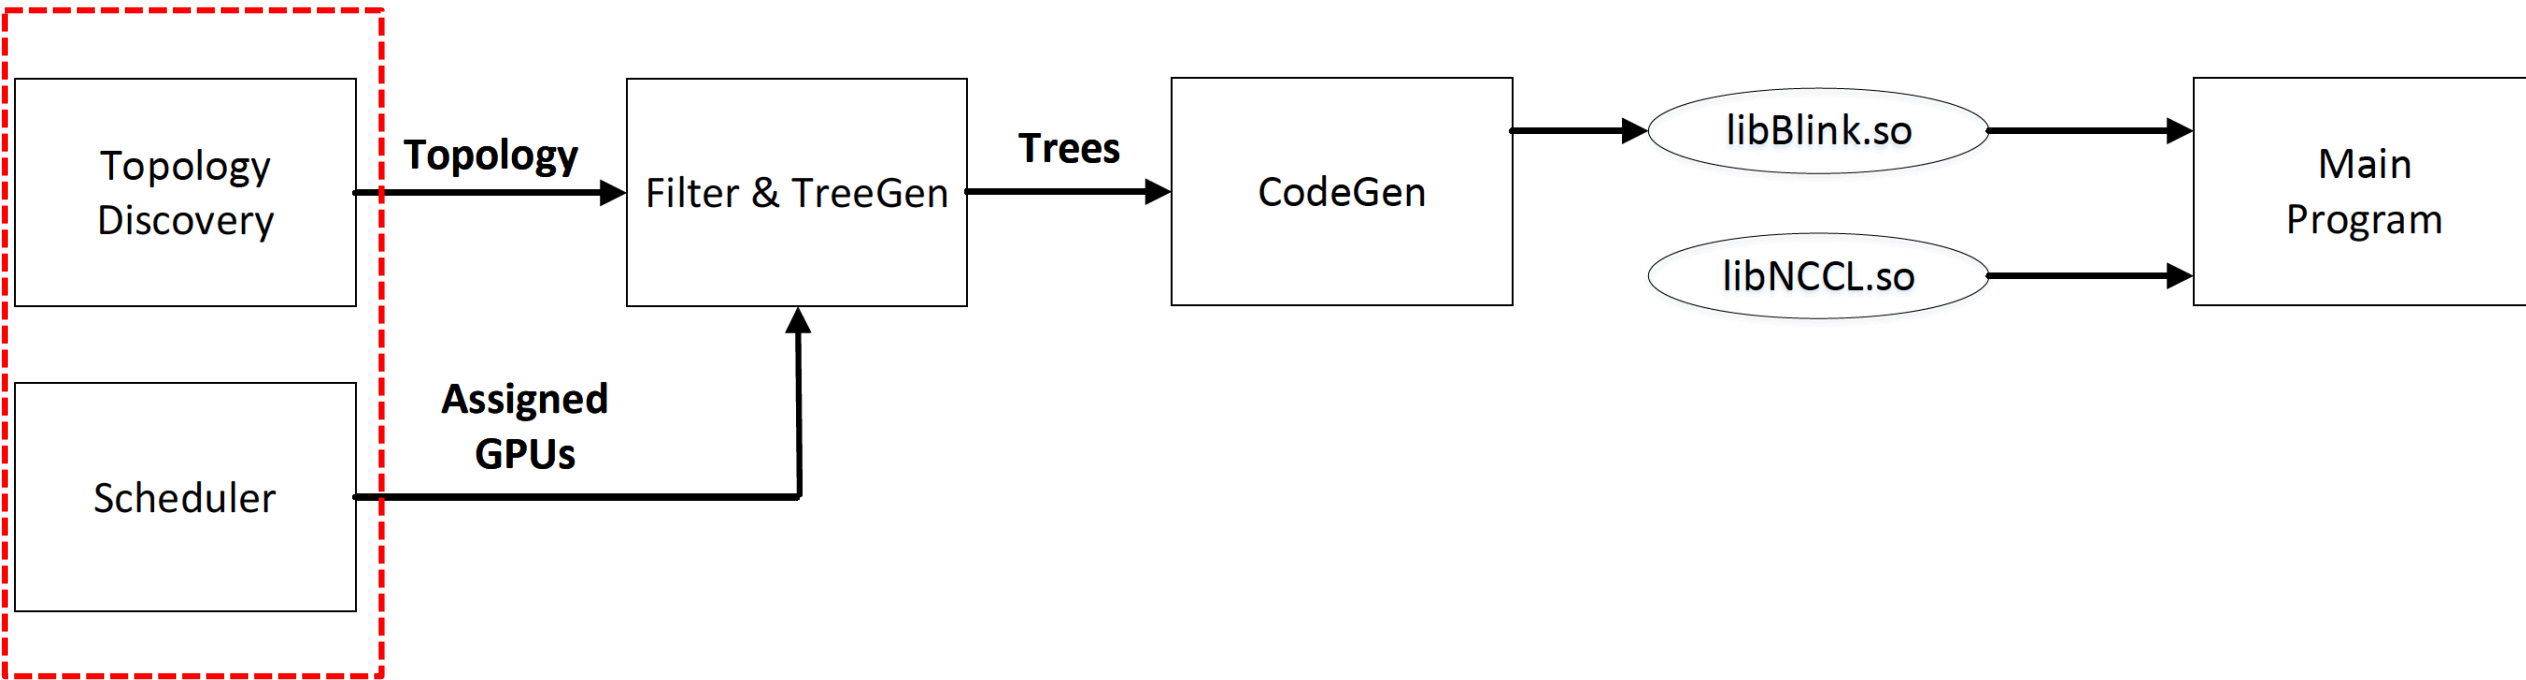 Topology
Discovery
Topology
Filter & TreeGen
Trees
CodeGen
libBlink.so
libNCCL.so
Main
Program
Scheduler
Assigned
GPUs